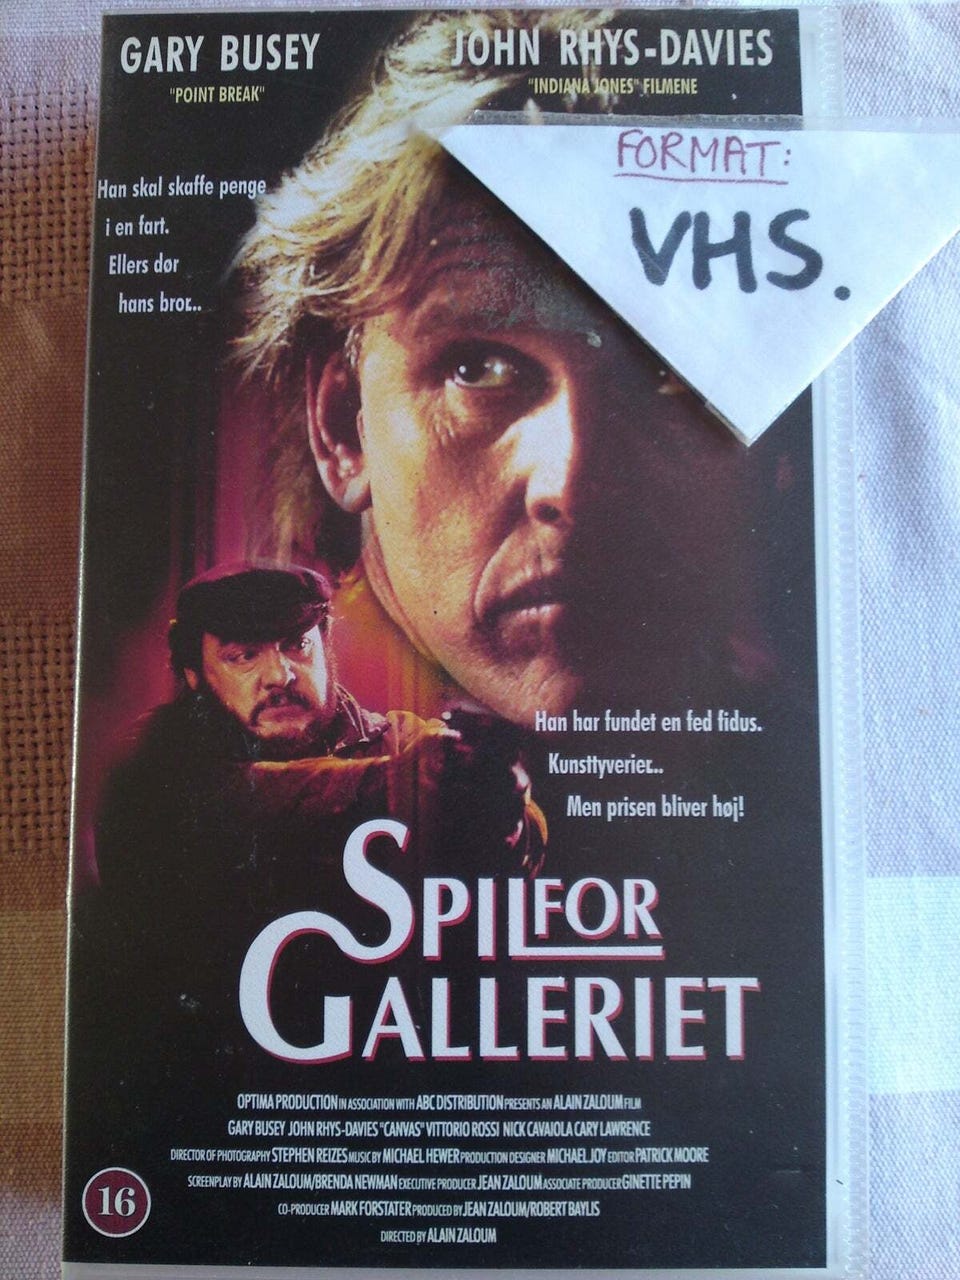 GARY BUSEY
"POINT BREAK"
JOHN RHYS-DAVIES
"INDIANA JONES" FILMENE
FORMAT:
VHS.
Han skal skaffe penge
i en fart.
Ellers dør
hans bror...
Han har fundet en fed fidus.
Kunsttyverier...
Men prisen bliver høj!
SPIL FOR
GALLERIET
OPTIMA PRODUCTION IN ASSOCIATION WITH ABC DISTRIBUTION PRESENTS AN ALAIN ZALOUM FILM
GARY BUSEY JOHN RHYS-DAVIES "CANVAS" VITTORIO ROSSI NICK CAVAIOLA CARY LAWRENCE
DIRECTOR OF PHOTOGRAPHY STEPHEN REIZES MUSIC BY MICHAEL HEWER PRODUCTION DESIGNER MICHAEL JOY EDITOR PATRICK MOORE
SCREENPLAY BY ALAIN ZALOUM/BRENDA NEWMAN EXECUTIVE PRODUCER JEAN ZALOUM ASSOCIATE PRODUCER GINETTE PEPIN
CO-PRODUCER MARK FORSTATER PRODUCED BY JEAN ZALOUM/ROBERT BAYLIS
DIRECTED BY ALAIN ZALOUM
16